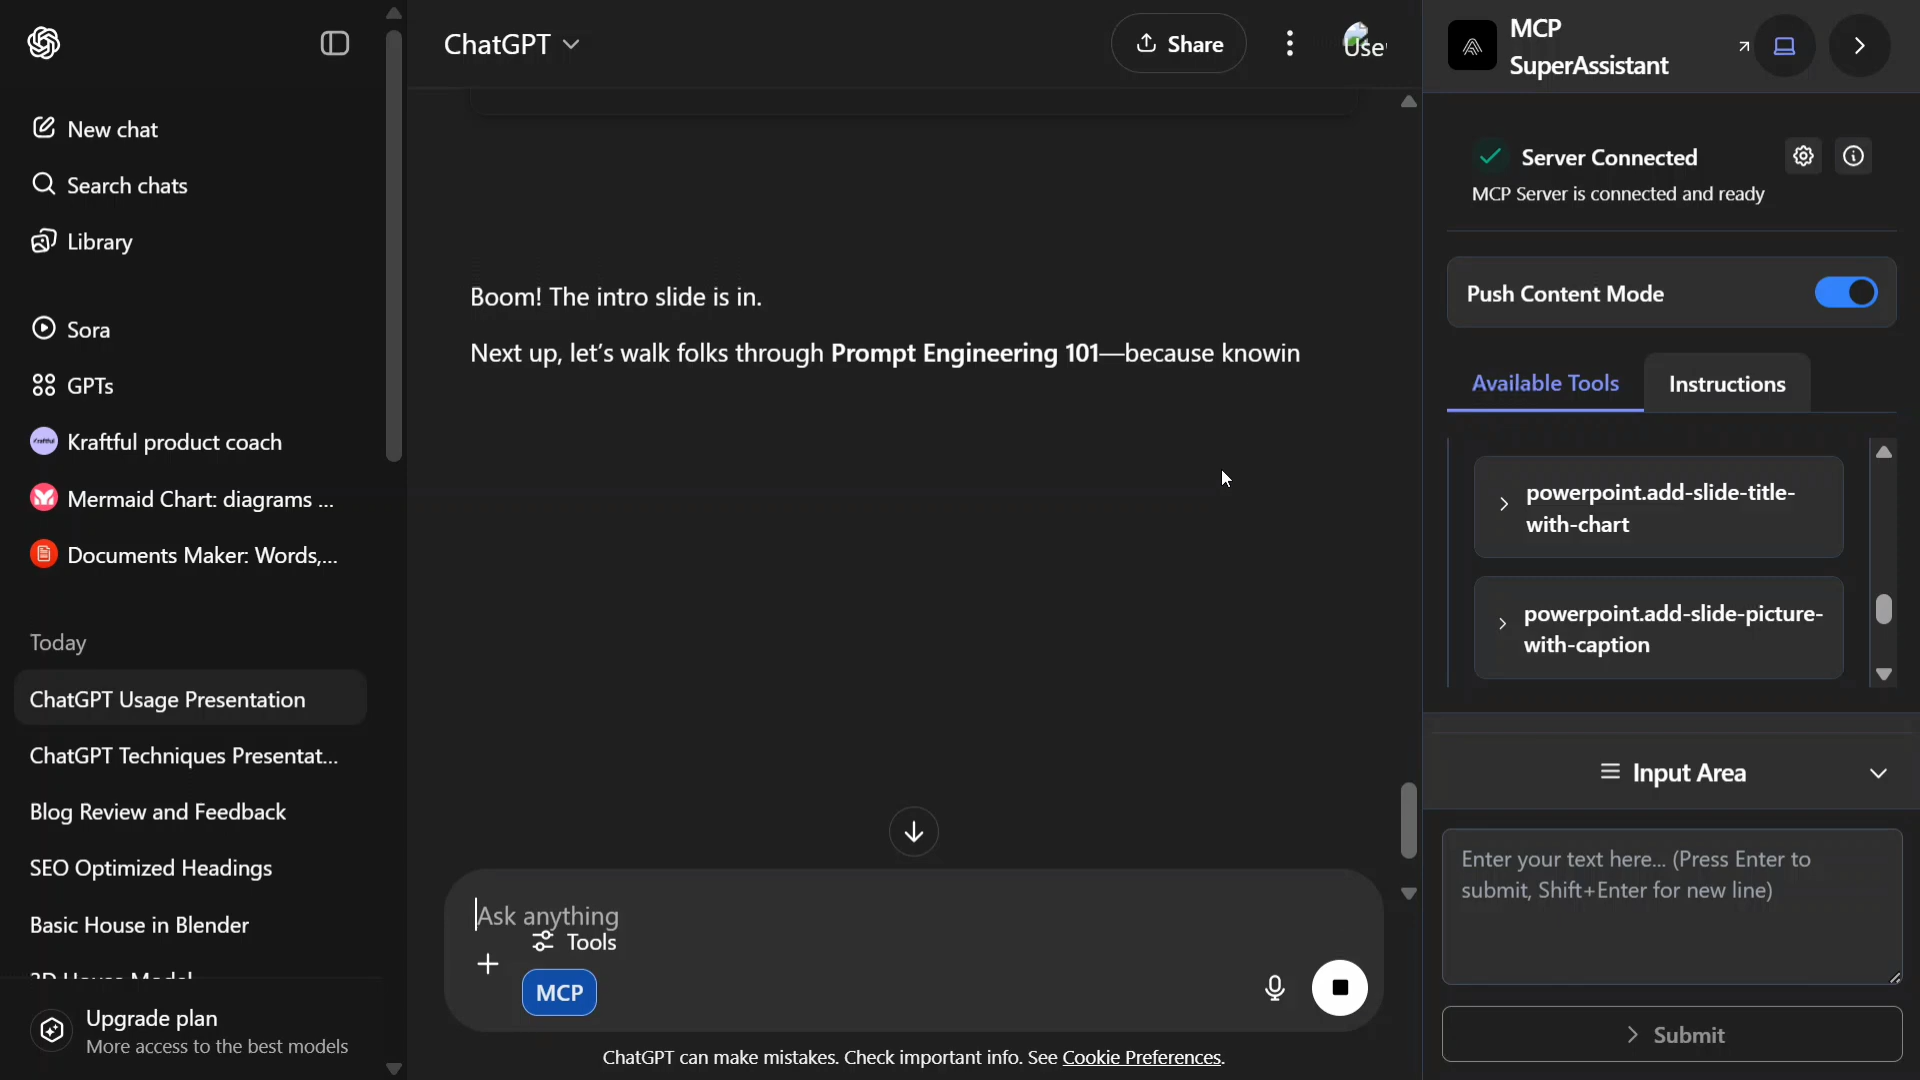 New chat
Search chats
Library
Sora
GPTs
Kraftful product coach
Mermaid Chart: diagrams ...
Documents Maker: Words,...
Today
ChatGPT Usage Presentation
ChatGPT Techniques Presentat...
Blog Review and Feedback
SEO Optimized Headings
Basic House in Blender
Upgrade plan
More access to the best models
ChatGPT
Share
Use
Boom! The intro slide is in.
Next up, let's walk folks through Prompt Engineering 101—because knowin
Ask anything
Tools
MCP
ChatGPT can make mistakes. Check important info. See Cookie Preferences.
MCP
SuperAssistant
Server Connected
MCP Server is connected and ready
Push Content Mode
Available Tools
Instructions
powerpoint.add-slide-title-
with-chart
powerpoint.add-slide-picture-
with-caption
Input Area
Enter your text here... (Press Enter to
submit, Shift+Enter for new line)
Submit